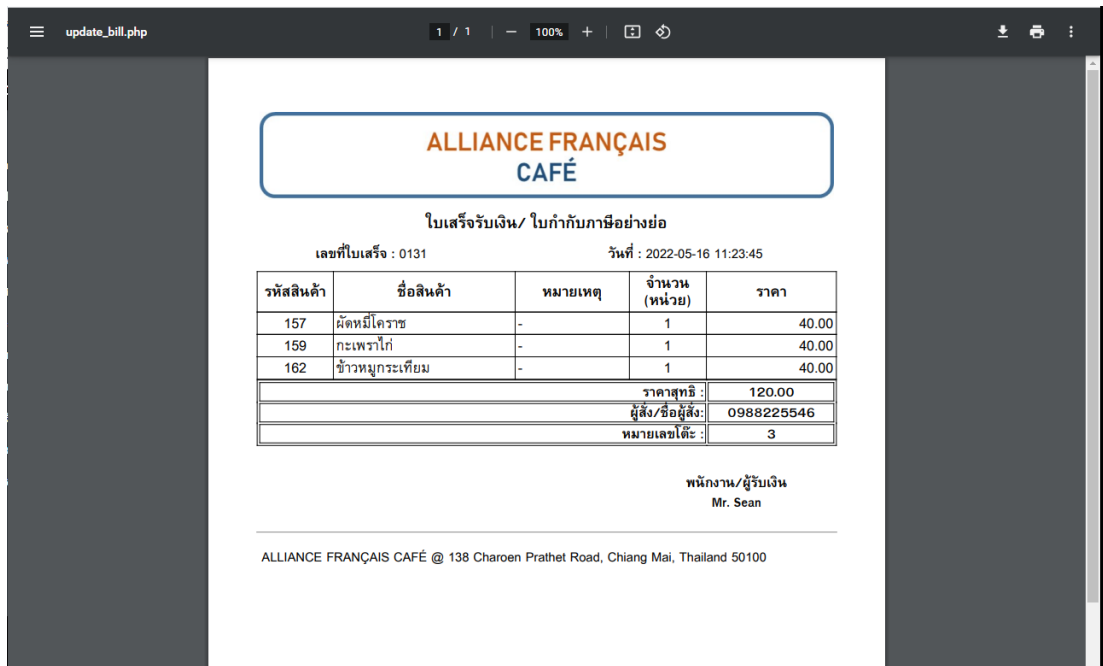 update_bill.php
1 / 1
100%
ALLIANCE FRANÇAIS
CAFÉ
ใบเสร็จรับเงิน/ ใบกำกับภาษีอย่างย่อ
เลขที่ใบเสร็จ : 0131 วันที่ : 2022-05-16 11:23:45
รหัสสินค้า ชื่อสินค้า หมายเหตุ จำนวน (หน่วย) ราคา
157 ผัดหมี่โคราช - 1 40.00
159 กะเพราไก่ - 1 40.00
162 ข้าวหมูกระเทียม - 1 40.00
ราคาสุทธิ : 120.00
ผู้สั่ง/ชื่อผู้สั่ง: 0988225546
หมายเลขโต๊ะ : 3
พนักงาน/ผู้รับเงิน
Mr. Sean
ALLIANCE FRANÇAIS CAFÉ @ 138 Charoen Prathet Road, Chiang Mai, Thailand 50100